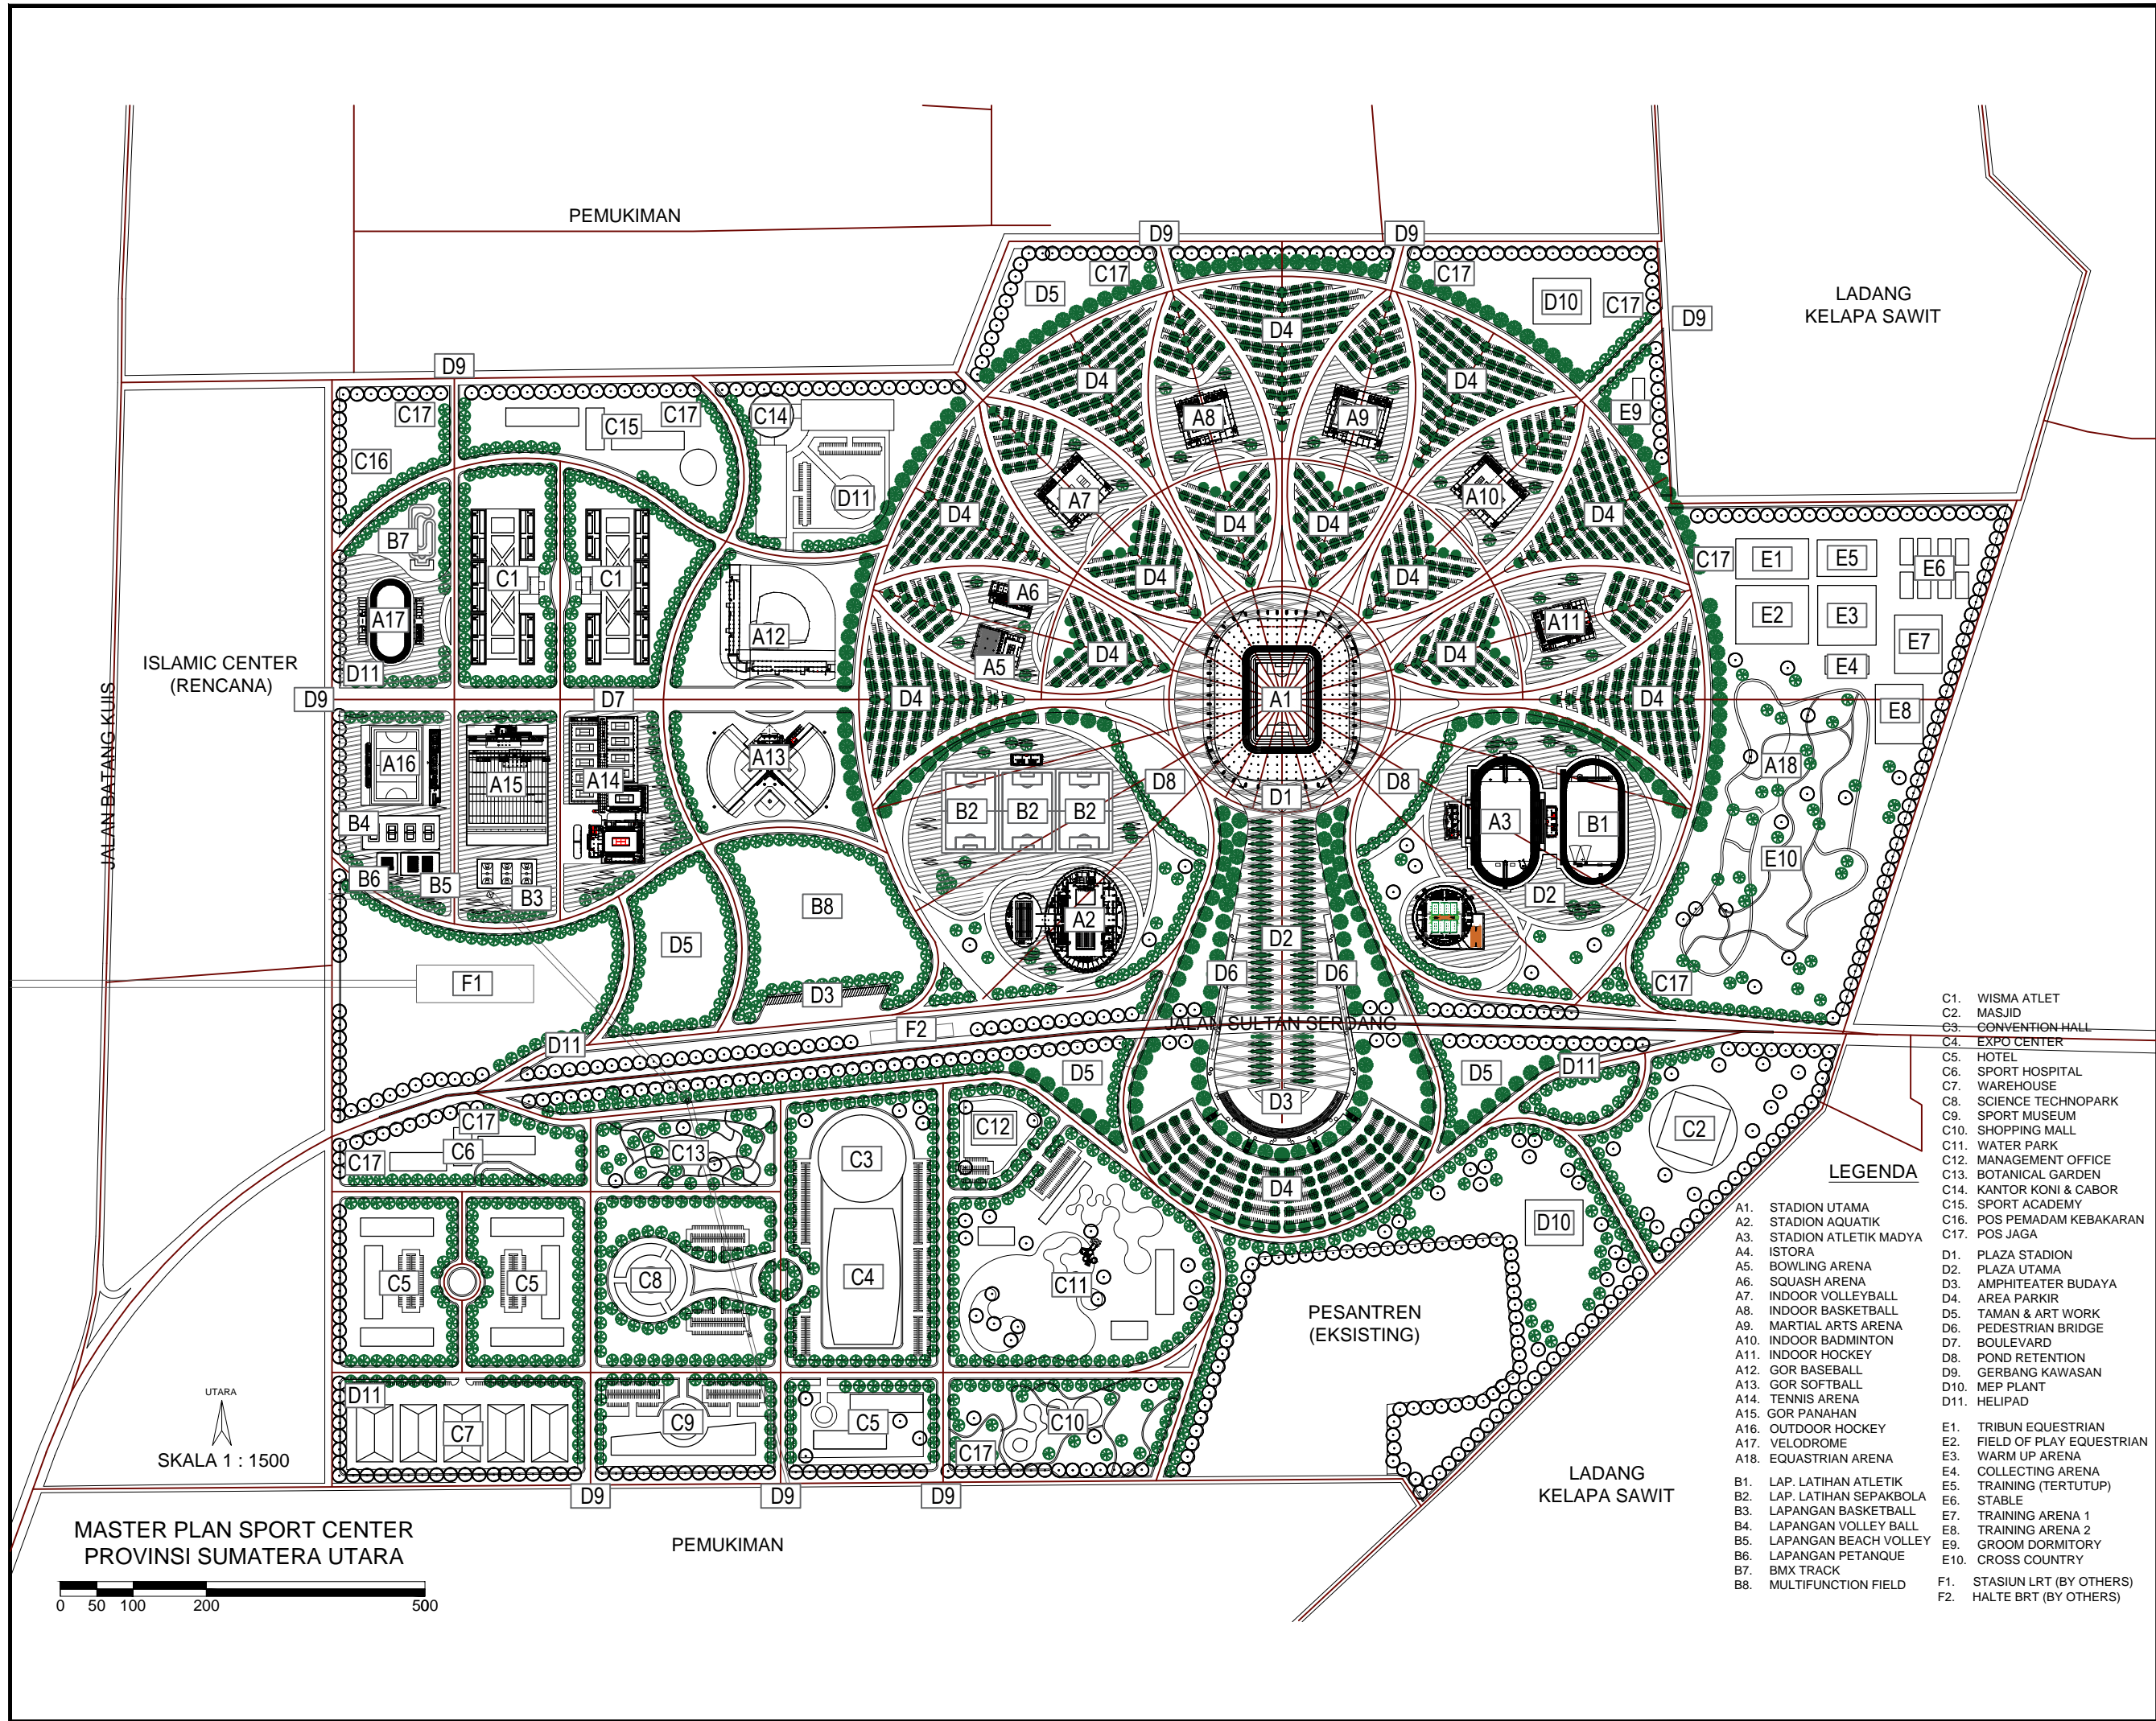 PEMUKIMAN
D9
D9
C17
C17
D5
D10
C17
D9
LADANG
KELAPA SAWIT
D4
D9
D4
D4
C17
C17
C14
A8
A9
E9
C15
C16
D11
A7
A10
D4
D4
D4
D4
B7
C17
E1
E5
E6
C1
C1
D4
D4
A6
A17
A12
A11
E2
E3
E7
ISLAMIC CENTER
(RENCANA)
D11
A5
D4
D4
E4
JALAN BATANG KUIS
D9
D7
D4
A1
D4
E8
A16
A15
A14
A13
D8
D8
A18
D1
B2
B2
B2
B4
A3
B1
E10
B6
B5
B3
B8
A2
D2
D5
D2
F1
D3
D6
D6
C17
F2
JALAN SULTAN SERDANG
D11
D5
D5
D11
D3
C17
C17
C6
C13
C3
C12
C2
D4
D10
C5
C5
C8
C4
C11
PESANTREN
(EKSISTING)
D11
C7
C9
C5
C10
C17
UTARA
SKALA 1 : 1500
D9
D9
D9
LADANG
KELAPA SAWIT
PEMUKIMAN
MASTER PLAN SPORT CENTER
PROVINSI SUMATERA UTARA
0 50 100 200 500
LEGENDA
A1. STADION UTAMA
A2. STADION AQUATIK
A3. STADION ATLETIK MADYA
A4. ISTORA
A5. BOWLING ARENA
A6. SQUASH ARENA
A7. INDOOR VOLLEYBALL
A8. INDOOR BASKETBALL
A9. MARTIAL ARTS ARENA
A10. INDOOR BADMINTON
A11. INDOOR HOCKEY
A12. GOR BASEBALL
A13. GOR SOFTBALL
A14. TENNIS ARENA
A15. GOR PANAHAN
A16. OUTDOOR HOCKEY
A17. VELODROME
A18. EQUASTRIAN ARENA
B1. LAP. LATIHAN ATLETIK
B2. LAP. LATIHAN SEPAKBOLA
B3. LAPANGAN BASKETBALL
B4. LAPANGAN VOLLEY BALL
B5. LAPANGAN BEACH VOLLEY
B6. LAPANGAN PETANQUE
B7. BMX TRACK
B8. MULTIFUNCTION FIELD
C1. WISMA ATLET
C2. MASJID
C3. CONVENTION HALL
C4. EXPO CENTER
C5. HOTEL
C6. SPORT HOSPITAL
C7. WAREHOUSE
C8. SCIENCE TECHNOPARK
C9. SPORT MUSEUM
C10. SHOPPING MALL
C11. WATER PARK
C12. MANAGEMENT OFFICE
C13. BOTANICAL GARDEN
C14. KANTOR KONI & CABOR
C15. SPORT ACADEMY
C16. POS PEMADAM KEBAKARAN
C17. POS JAGA
D1. PLAZA STADION
D2. PLAZA UTAMA
D3. AMPHITEATER BUDAYA
D4. AREA PARKIR
D5. TAMAN & ART WORK
D6. PEDESTRIAN BRIDGE
D7. BOULEVARD
D8. POND RETENTION
D9. GERBANG KAWASAN
D10. MEP PLANT
D11. HELIPAD
E1. TRIBUN EQUESTRIAN
E2. FIELD OF PLAY EQUESTRIAN
E3. WARM UP ARENA
E4. COLLECTING ARENA
E5. TRAINING (TERTUTUP)
E6. STABLE
E7. TRAINING ARENA 1
E8. TRAINING ARENA 2
E9. GROOM DORMITORY
E10. CROSS COUNTRY
F1. STASIUN LRT (BY OTHERS)
F2. HALTE BRT (BY OTHERS)